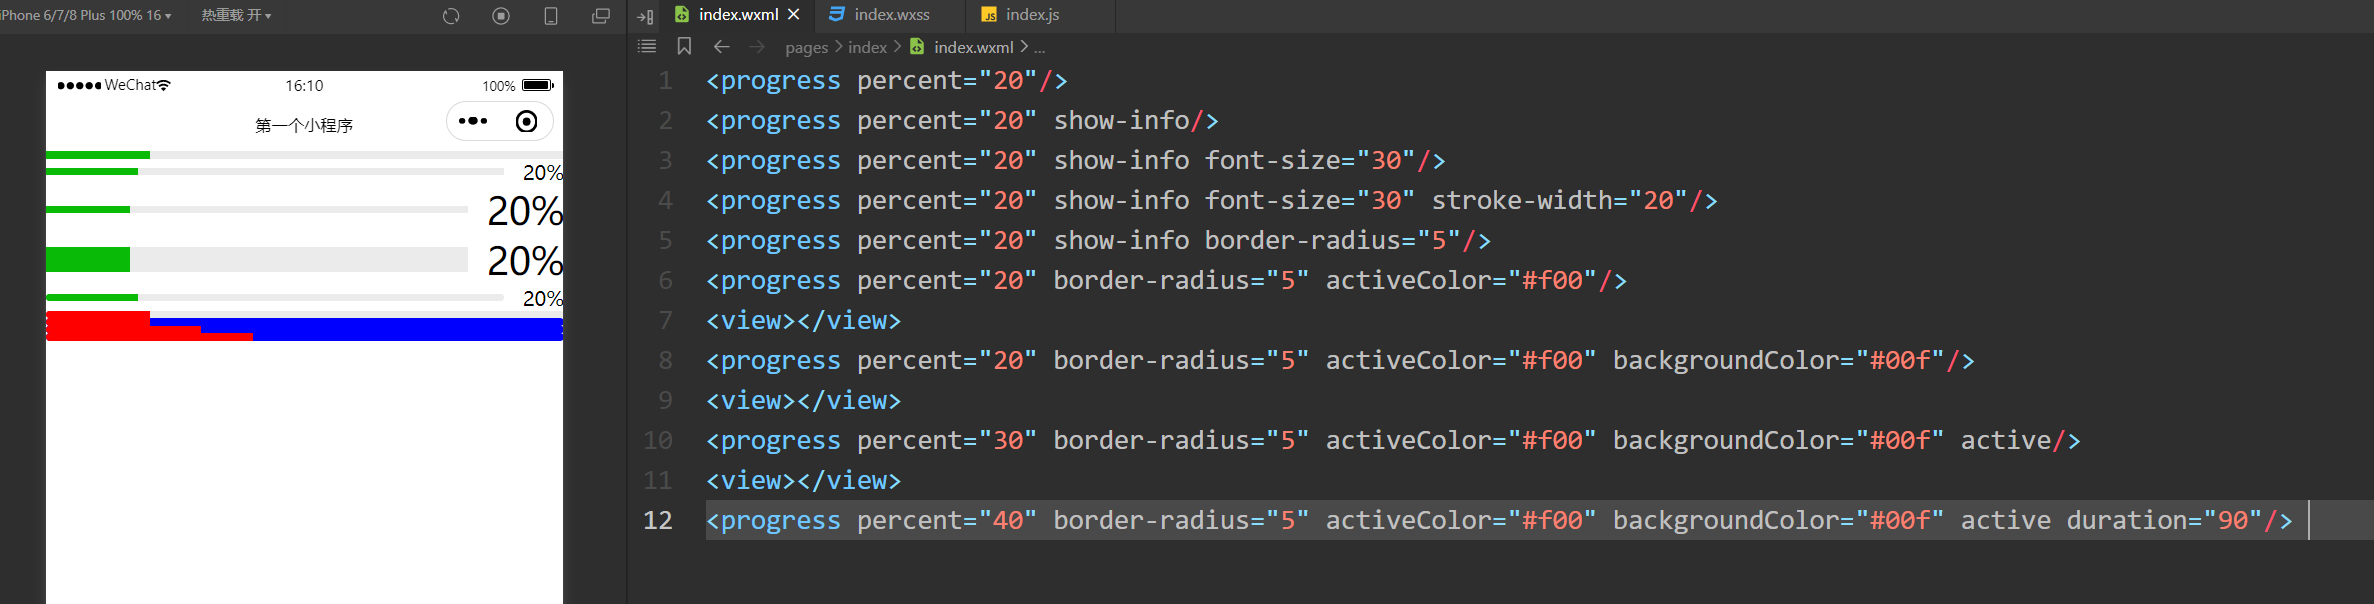 iPhone 6/7/8 Plus 100% 16 热重载 开
index.wxml index.wxss index.js
pages index index.wxml ...
WeChat 16:10 100%
第一个小程序
20%
20%
20%
20%
1 <progress percent="20"/>
2 <progress percent="20" show-info/>
3 <progress percent="20" show-info font-size="30"/>
4 <progress percent="20" show-info font-size="30" stroke-width="20"/>
5 <progress percent="20" show-info border-radius="5"/>
6 <progress percent="20" border-radius="5" activeColor="#f00"/>
7 <view></view>
8 <progress percent="20" border-radius="5" activeColor="#f00" backgroundColor="#00f"/>
9 <view></view>
10 <progress percent="30" border-radius="5" activeColor="#f00" backgroundColor="#00f" active/>
11 <view></view>
12 <progress percent="40" border-radius="5" activeColor="#f00" backgroundColor="#00f" active duration="90"/>